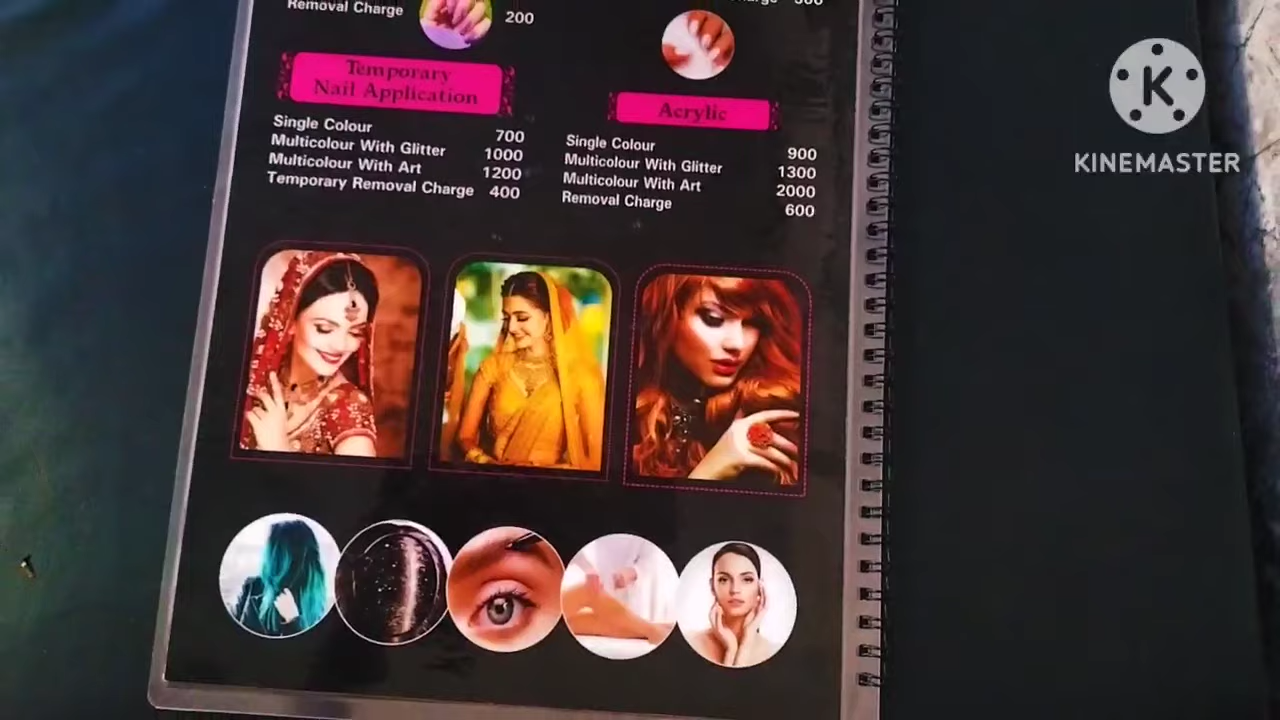 Removal Charge 200
Temporary
Nail Application
Single Colour 700
Multicolour With Glitter 1000
Multicolour With Art 1200
Temporary Removal Charge 400
Acrylic
Single Colour 900
Multicolour With Glitter 1300
Multicolour With Art 2000
Removal Charge 600
K
KINEMASTER